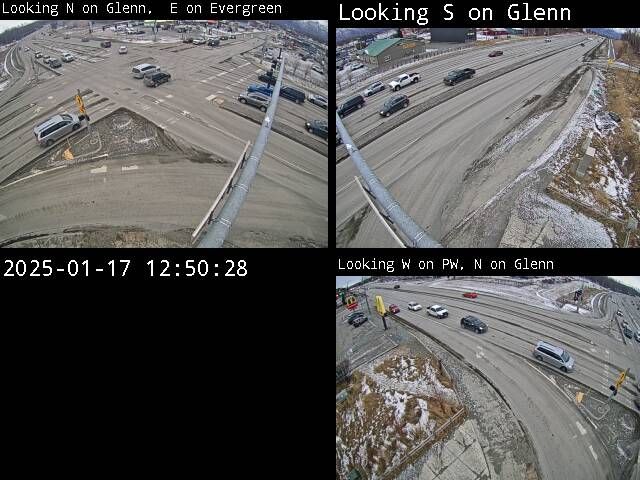 Looking N on Glenn, E on Evergreen
Looking S on Glenn
2025-01-17 12:50:28
Looking W on PW, N on Glenn